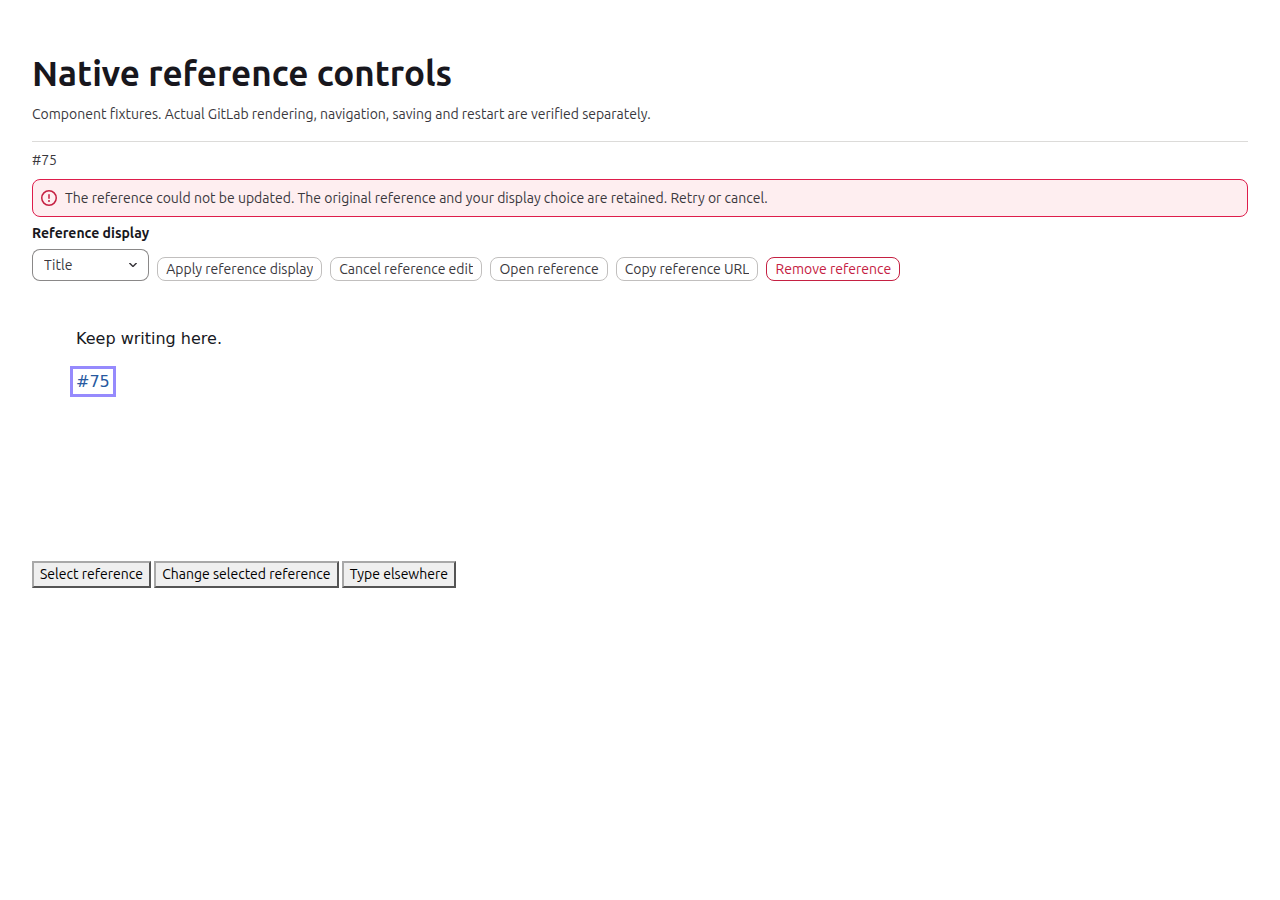 Native reference controls
Component fixtures. Actual GitLab rendering, navigation, saving and restart are verified separately.
#75
The reference could not be updated. The original reference and your display choice are retained. Retry or cancel.
Reference display
Title Apply reference display Cancel reference edit Open reference Copy reference URL Remove reference
Keep writing here.
#75
Select reference Change selected reference Type elsewhere